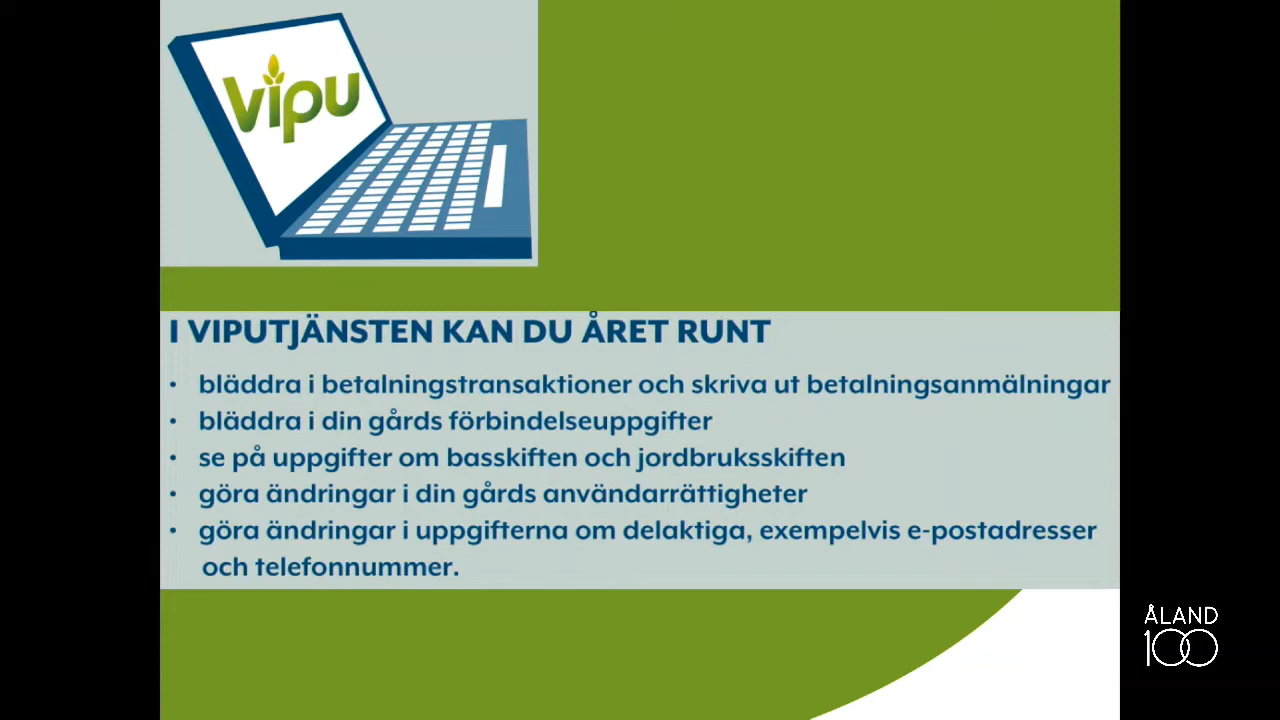 vipu
I VIPUTJÄNSTEN KAN DU ÅRET RUNT
• bläddra i betalningstransaktioner och skriva ut betalningsanmälningar
• bläddra i din gårds förbindelseuppgifter
• se på uppgifter om basskiften och jordbruksskiften
• göra ändringar i din gårds användarrättigheter
• göra ändringar i uppgifterna om delaktiga, exempelvis e-postadresser
och telefonnummer.
ÅLAND
100